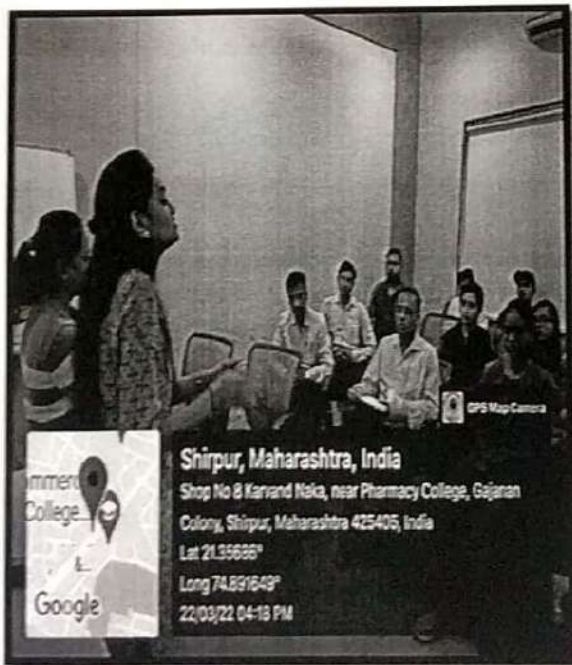 GPS Map Camera
Shirpur, Maharashtra, India
Shop No 8 Karvand Naka, near Pharmacy College, Gajanan
Colony, Shirpur, Maharashtra 425405, India
Lat 21.35686°
Long 74.891649°
22/03/22 04:18 PM
ommerc
College
&
Google